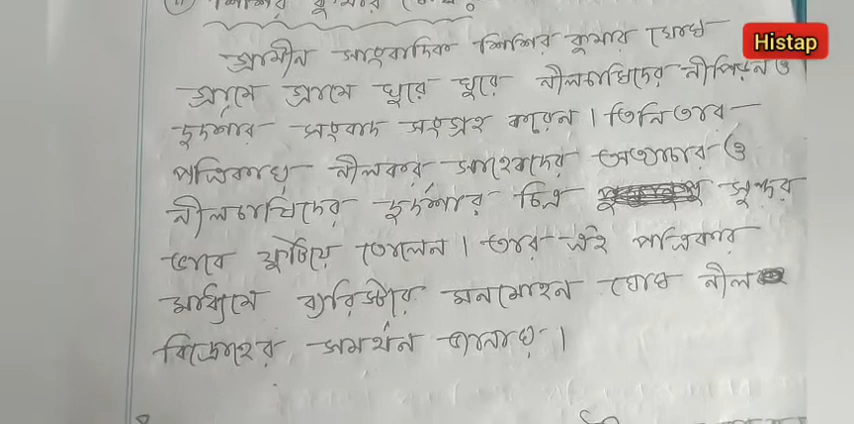 শিশির কুমার ঘোষ:
Histap
গ্রামীন সাংবাদিক শিশির কুমার ঘোষ
গ্রামে গ্রামে ঘুরে ঘুরে নীলচাষিদের নীপিড়ন ও
দুর্দশার সংবাদ সংগ্রহ করেন। তিনি তার
পত্রিকায় নীলকর সাহেবদের অত্যাচার ও
নীলচাষিদের দুর্দশার চিত্র সুন্দর
ভাবে ফুটিয়ে তোলেন। তার এই পত্রিকার
মাধ্যমে ব্যারিস্টার মনমোহন ঘোষ নীল
বিদ্রোহের সমর্থন জানায়।